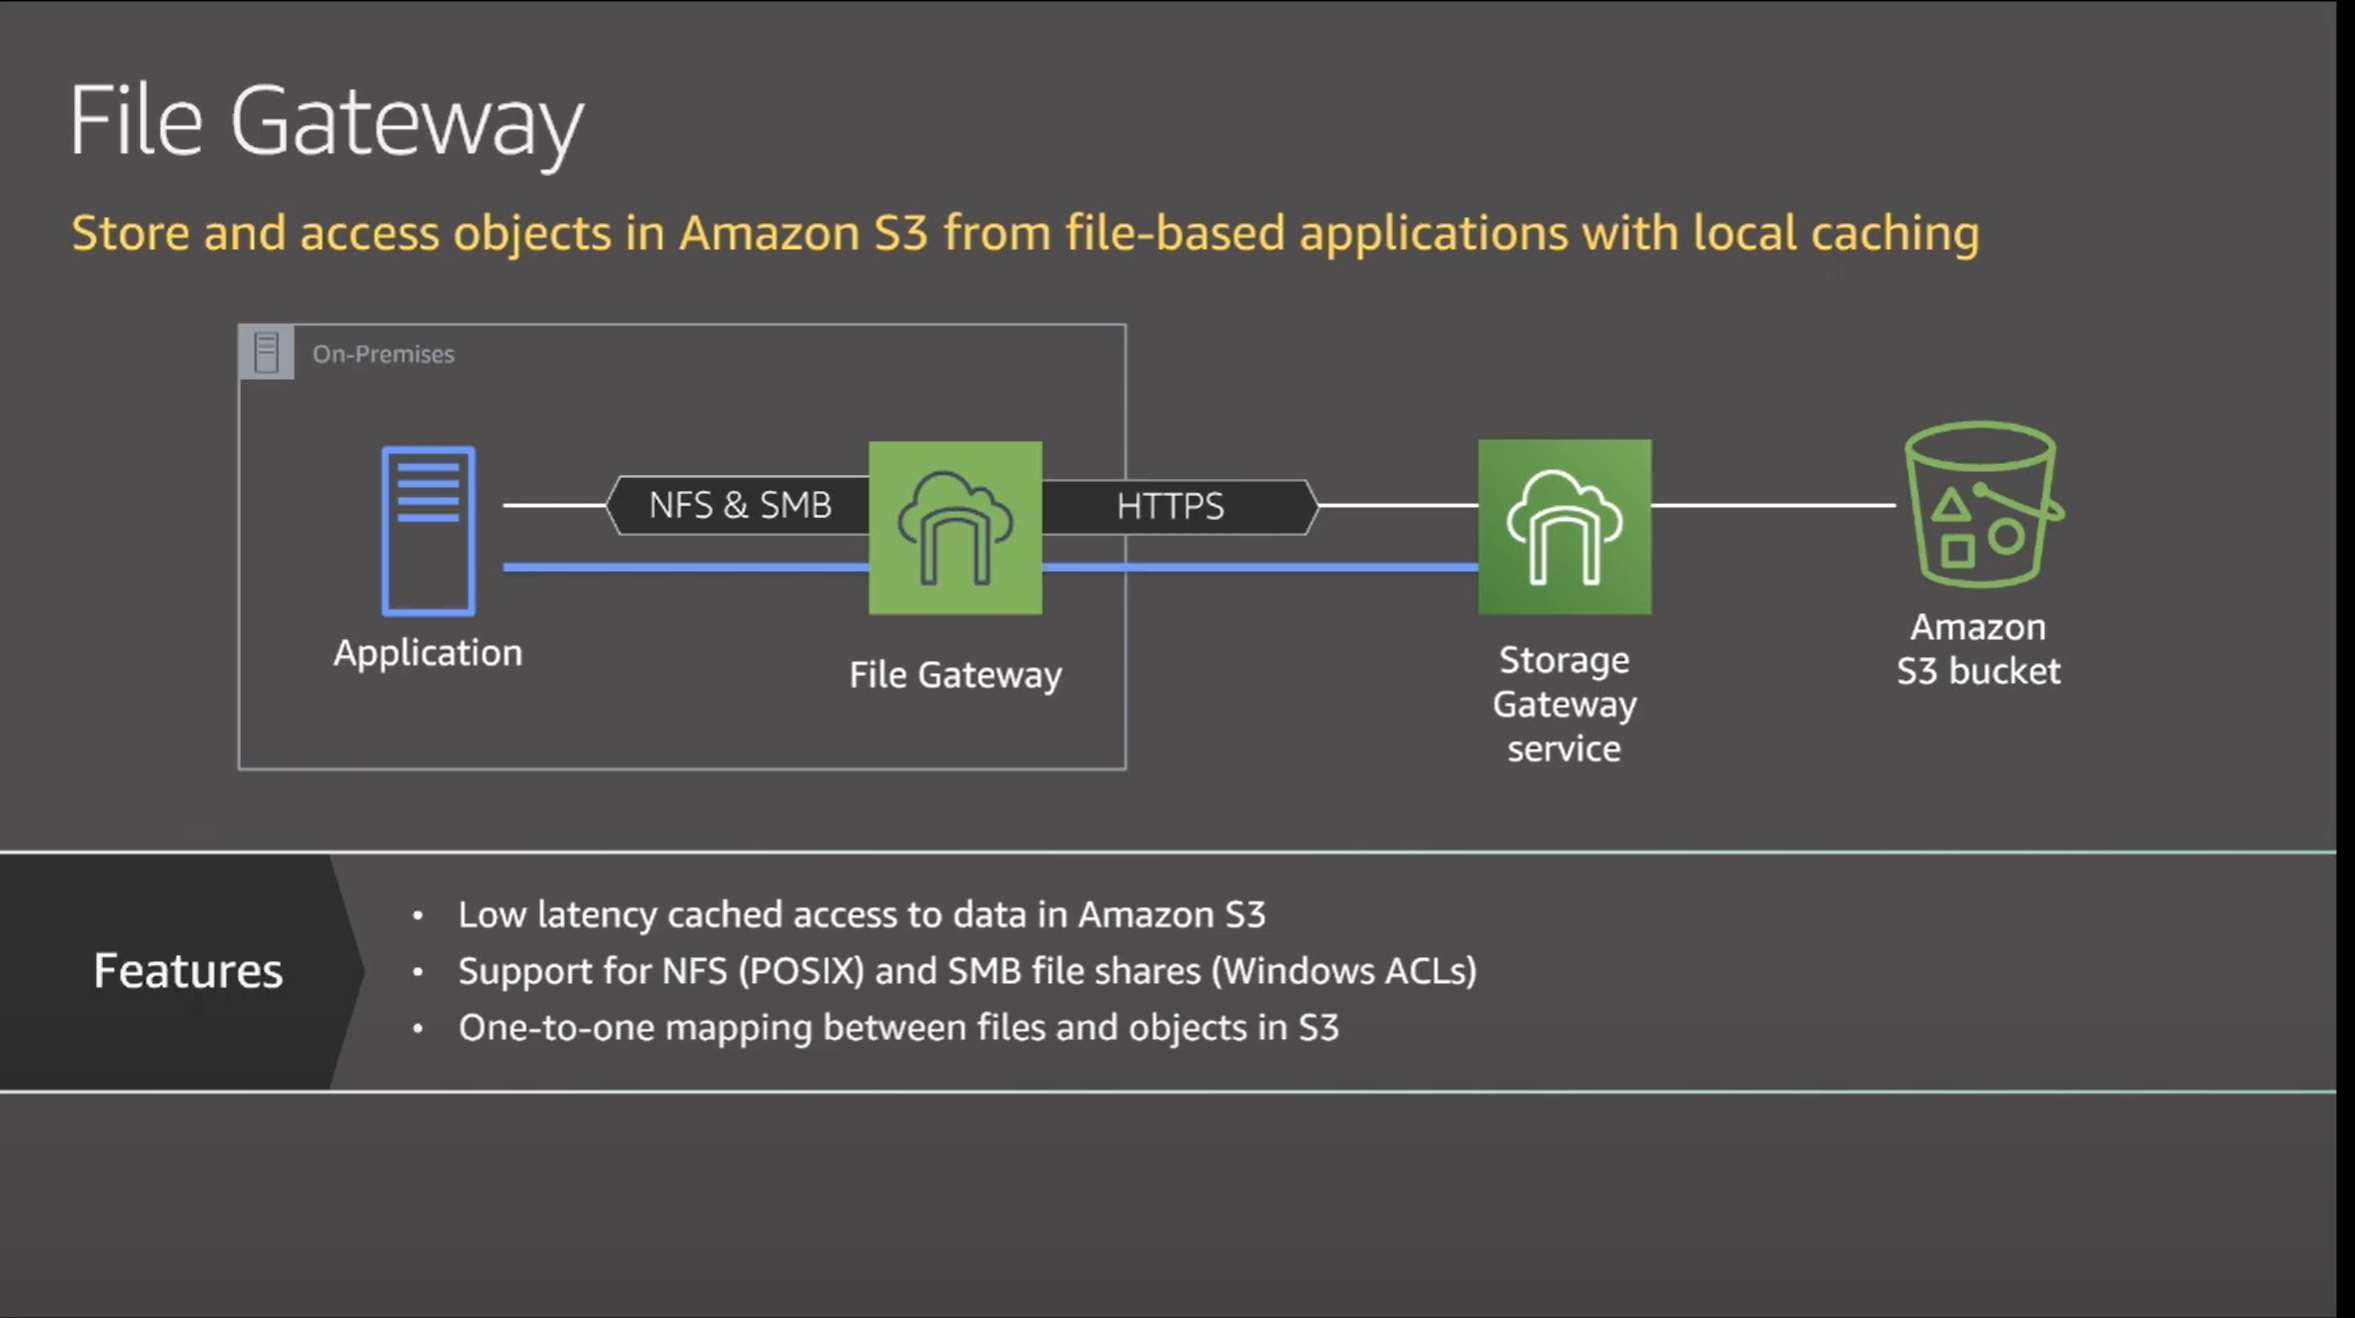 File Gateway
Store and access objects in Amazon S3 from file-based applications with local caching
On-Premises
NFS & SMB
HTTPS
Application
File Gateway
Storage
Gateway
service
Amazon
S3 bucket
Features
• Low latency cached access to data in Amazon S3
• Support for NFS (POSIX) and SMB file shares (Windows ACLs)
• One-to-one mapping between files and objects in S3